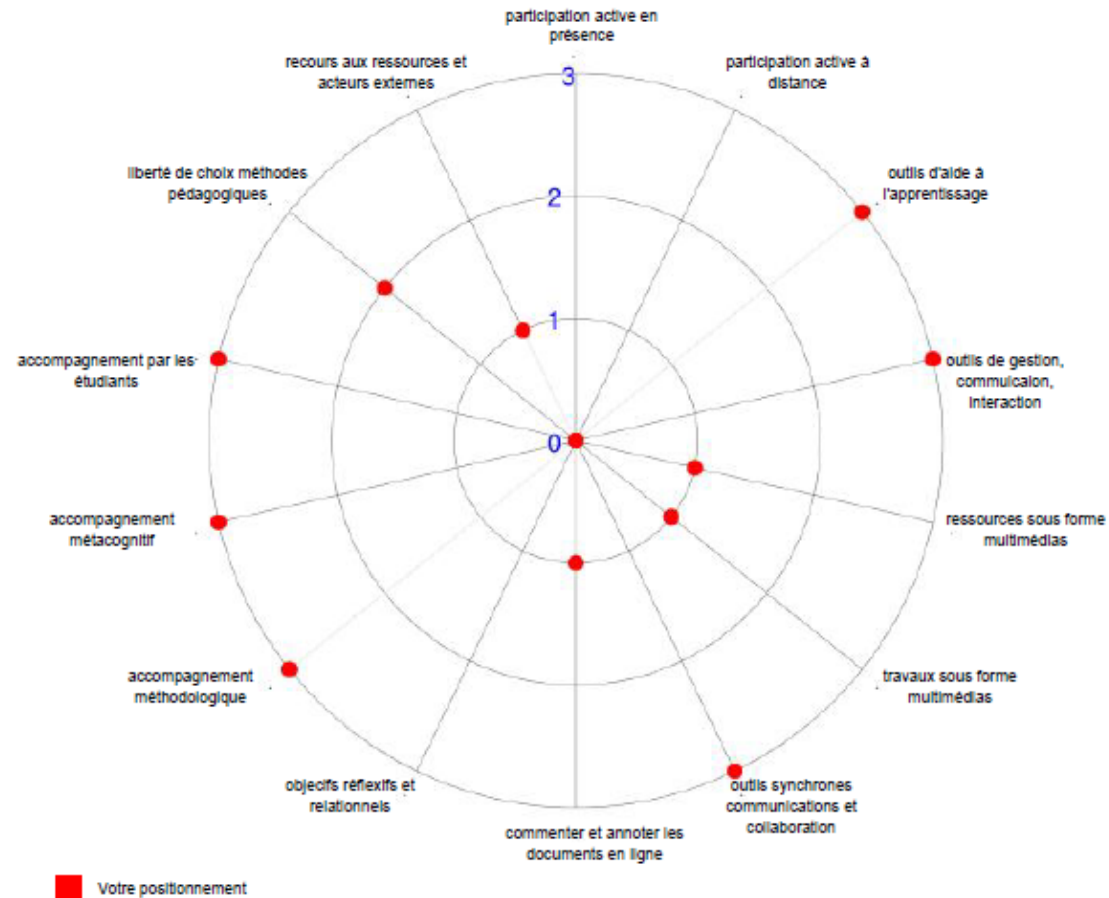 participation active en
présence
recours aux ressources et
acteurs externes
participation active à
distance
3
liberté de choix méthodes
pédagogiques
outils d'aide à
l'apprentissage
2
1
accompagnement par les
étudiants
outils de gestion,
commuicaion,
interaction
0
accompagnement
métacognitif
ressources sous forme
multimédias
accompagnement
méthodologique
travaux sous forme
multimédias
objecifs réflexifs et
relationnels
outils synchrones
communications et
collaboration
commenter et annoter les
documents en ligne
Votre positionnement